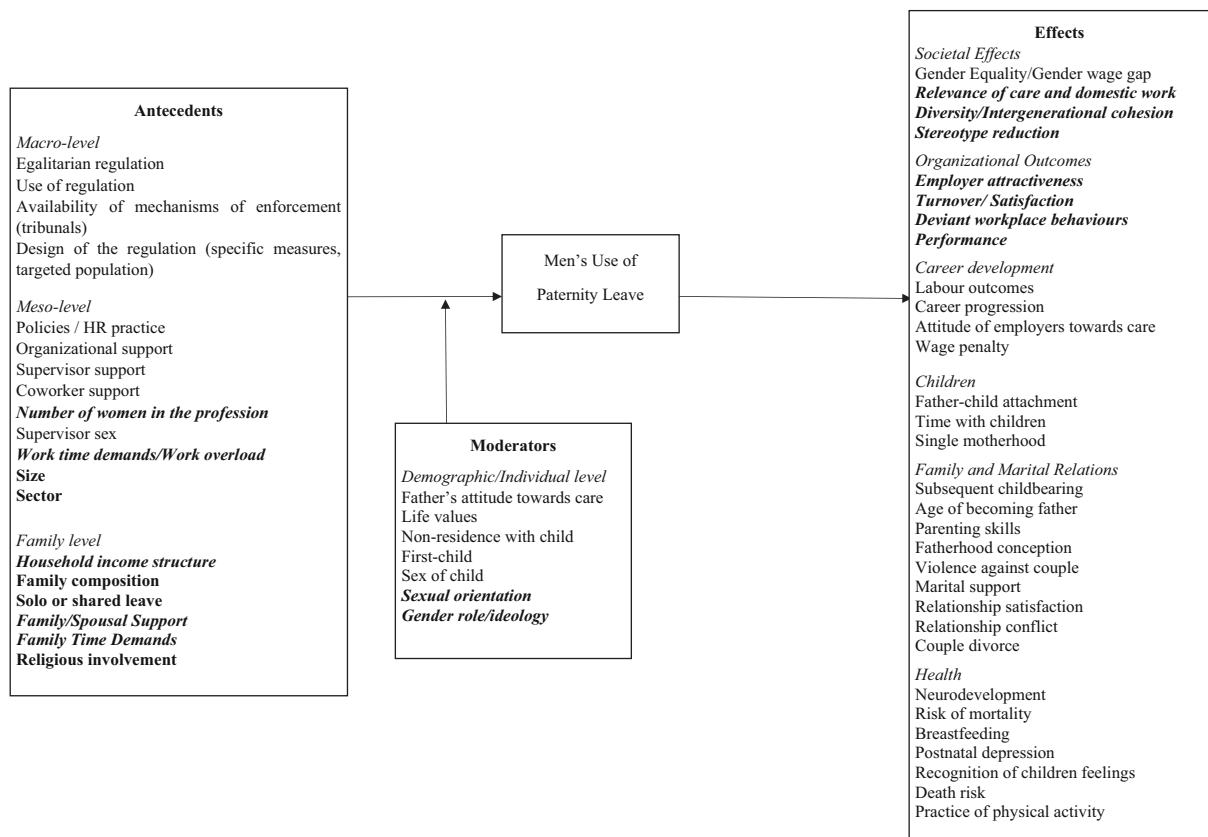 Antecedents
Macro-level
Egalitarian regulation
Use of regulation
Availability of mechanisms of enforcement
(tribunals)
Design of the regulation (specific measures,
targeted population)
Meso-level
Policies / HR practice
Organizational support
Supervisor support
Coworker support
Number of women in the profession
Supervisor sex
Work time demands/Work overload
Size
Sector
Family level
Household income structure
Family composition
Solo or shared leave
Family/Spousal Support
Family Time Demands
Religious involvement
Men's Use of
Paternity Leave
Moderators
Demographic/Individual level
Father's attitude towards care
Life values
Non-residence with child
First-child
Sex of child
Sexual orientation
Gender role/ideology
Effects
Societal Effects
Gender Equality/Gender wage gap
Relevance of care and domestic work
Diversity/Intergenerational cohesion
Stereotype reduction
Organizational Outcomes
Employer attractiveness
Turnover/ Satisfaction
Deviant workplace behaviours
Performance
Career development
Labour outcomes
Career progression
Attitude of employers towards care
Wage penalty
Children
Father-child attachment
Time with children
Single motherhood
Family and Marital Relations
Subsequent childbearing
Age of becoming father
Parenting skills
Fatherhood conception
Violence against couple
Marital support
Relationship satisfaction
Relationship conflict
Couple divorce
Health
Neurodevelopment
Risk of mortality
Breastfeeding
Postnatal depression
Recognition of children feelings
Death risk
Practice of physical activity